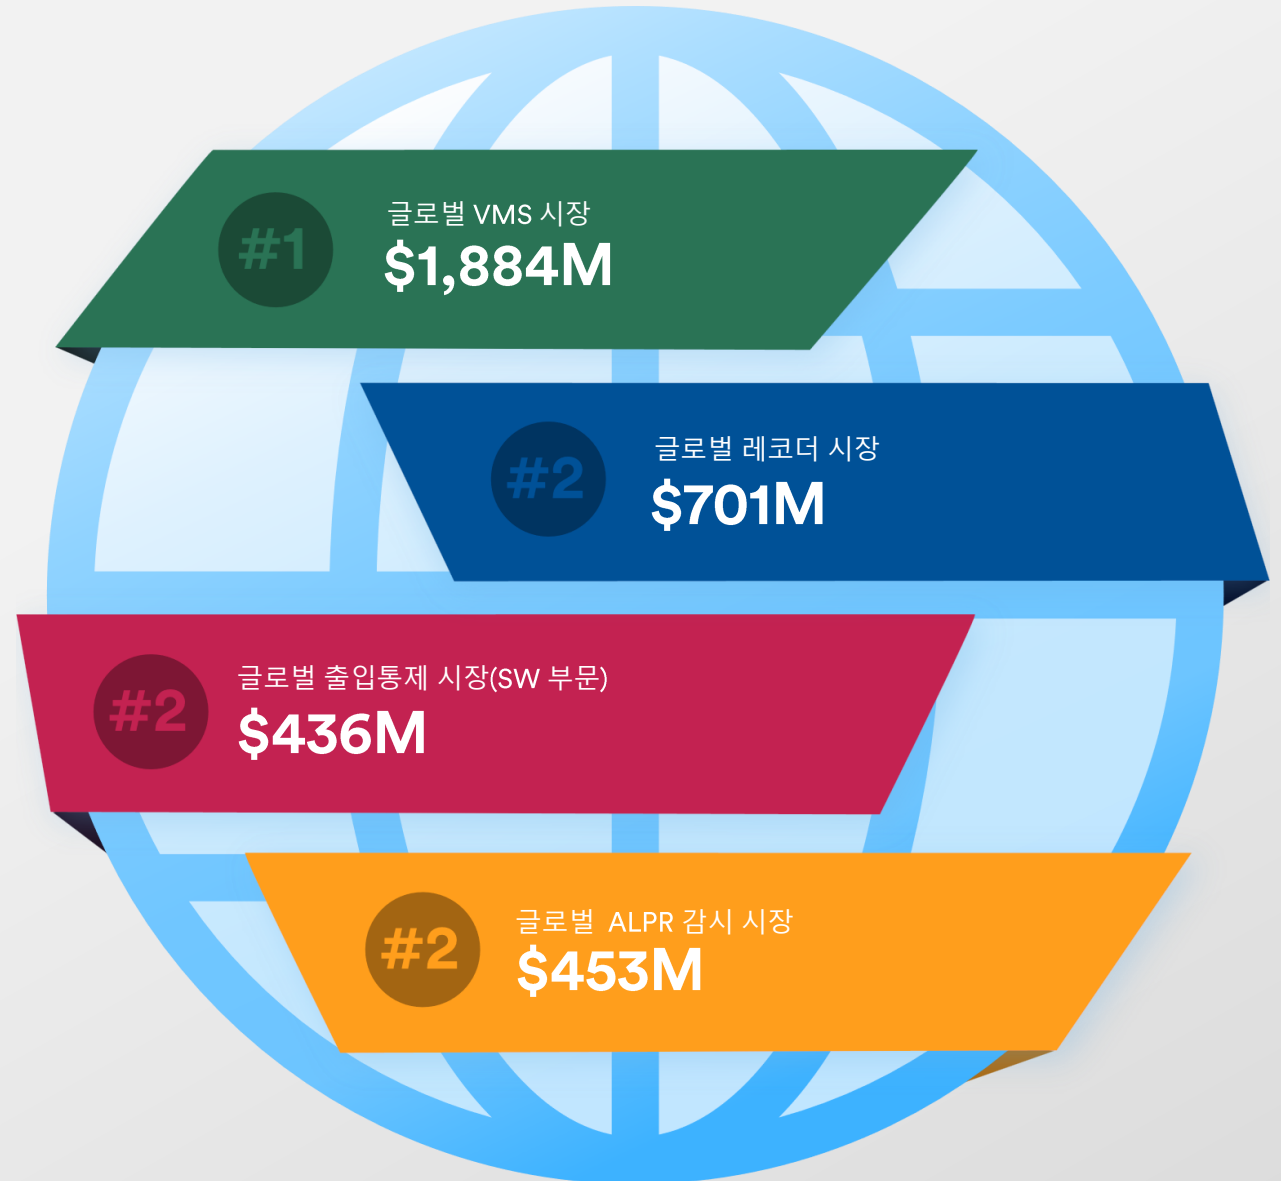 #1
글로벌 VMS 시장
$1,884M
#2
글로벌 레코더 시장
$701M
#2
글로벌 출입통제 시장(SW 부문)
$436M
#2
글로벌 ALPR 감시 시장
$453M